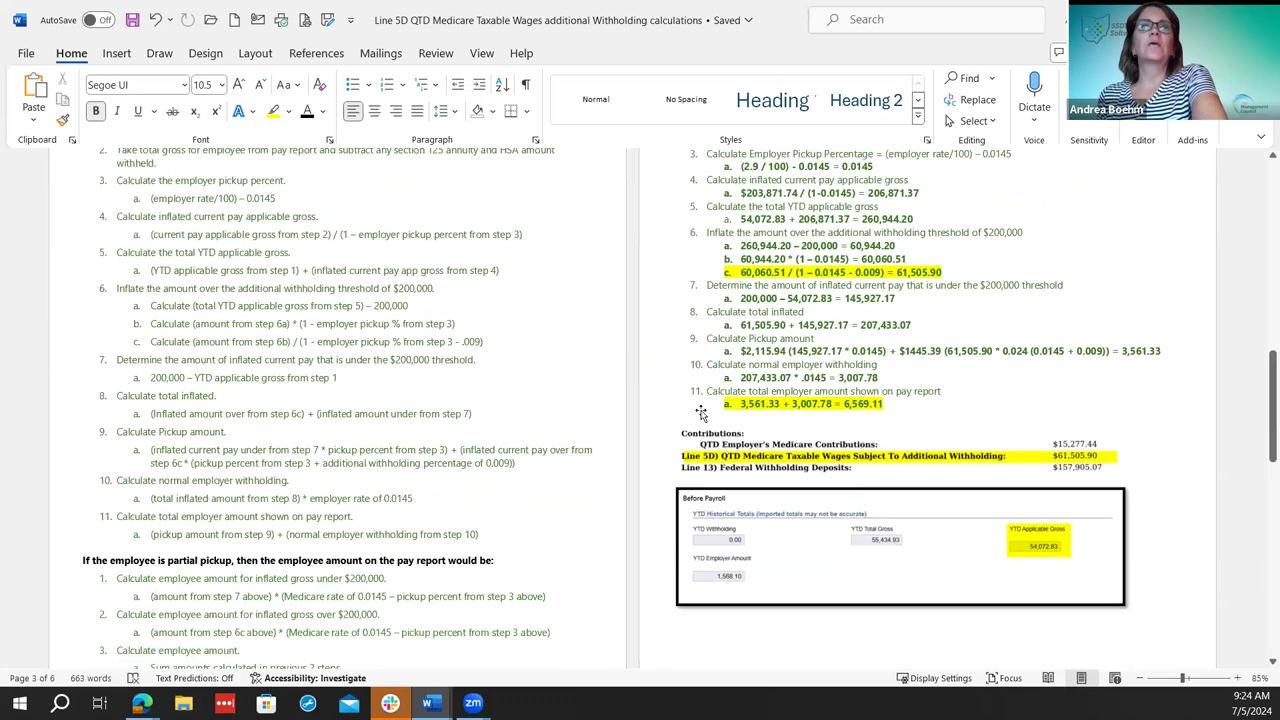 AutoSave Off
Line 5D QTD Medicare Taxable Wages additional Withholding calculations • Saved
Search
File Home Insert Draw Design Layout References Mailings Review View Help
Paste
Segoe UI 10.5
Normal No Spacing Heading 1 Heading 2
Find
Replace
Select
Dictate
Clipboard Font Paragraph Styles Editing Voice Sensitivity Editor Add-ins
Andrea Boehm
2. Take total gross for employee from pay report and subtract any section 125 annuity and HSA amount
withheld.
3. Calculate the employer pickup percent.
a. (employer rate/100) – 0.0145
4. Calculate inflated current pay applicable gross.
a. (current pay applicable gross from step 2) / (1 – employer pickup percent from step 3)
5. Calculate the total YTD applicable gross.
a. (YTD applicable gross from step 1) + (inflated current pay app gross from step 4)
6. Inflate the amount over the additional withholding threshold of $200,000.
a. Calculate (total YTD applicable gross from step 5) – 200,000
b. Calculate (amount from step 6a) * (1 - employer pickup % from step 3)
c. Calculate (amount from step 6b) / (1 - employer pickup % from step 3 - .009)
7. Determine the amount of inflated current pay that is under the $200,000 threshold.
a. 200,000 – YTD applicable gross from step 1
8. Calculate total inflated.
a. (Inflated amount over from step 6c) + (inflated amount under from step 7)
9. Calculate Pickup amount.
a. (inflated current pay under from step 7 * pickup percent from step 3) + (inflated current pay over from
step 6c * (pickup percent from step 3 + additional withholding percentage of 0.009))
10. Calculate normal employer withholding.
a. (total inflated amount from step 8) * employer rate of 0.0145
11. Calculate total employer amount shown on pay report.
a. (pickup amount from step 9) + (normal employer withholding from step 10)
If the employee is partial pickup, then the employee amount on the pay report would be:
1. Calculate employee amount for inflated gross under $200,000.
a. (amount from step 7 above) * (Medicare rate of 0.0145 – pickup percent from step 3 above)
2. Calculate employee amount for inflated gross over $200,000.
a. (amount from step 6c above) * (Medicare rate of 0.0145 – pickup percent from step 3 above)
3. Calculate employee amount.
a. Sum amounts calculated in previous 2 steps
3. Calculate Employer Pickup Percentage = (employer rate/100) – 0.0145
a. (2.9 / 100) - 0.0145 = 0.0145
4. Calculate inflated current pay applicable gross
a. $203,871.74 / (1-0.0145) = 206,871.37
5. Calculate the total YTD applicable gross
a. 54,072.83 + 206,871.37 = 260,944.20
6. Inflate the amount over the additional withholding threshold of $200,000
a. 260,944.20 – 200,000 = 60,944.20
b. 60,944.20 * (1 – 0.0145) = 60,060.51
c. 60,060.51 / (1 – 0.0145 - 0.009) = 61,505.90
7. Determine the amount of inflated current pay that is under the $200,000 threshold
a. 200,000 – 54,072.83 = 145,927.17
8. Calculate total inflated
a. 61,505.90 + 145,927.17 = 207,433.07
9. Calculate Pickup amount
a. $2,115.94 (145,927.17 * 0.0145) + $1445.39 (61,505.90 * 0.024 (0.0145 + 0.009)) = 3,561.33
10. Calculate normal employer withholding
a. 207,433.07 * .0145 = 3,007.78
11. Calculate total employer amount shown on pay report
a. 3,561.33 + 3,007.78 = 6,569.11
Contributions:
QTD Employer's Medicare Contributions: $15,277.44
Line 5D) QTD Medicare Taxable Wages Subject To Additional Withholding: $61,505.90
Line 13) Federal Withholding Deposits: $157,905.07
Before Payroll
YTD Historical Totals (Imported totals may not be accurate)
YTD Withholding YTD Total Gross YTD Applicable Gross
0.00 55,434.93 54,072.83
YTD Employer Amount
1,568.10
Page 3 of 6 663 words Text Predictions: Off Accessibility: Investigate Display Settings Focus 85%
9:24 AM
7/5/2024